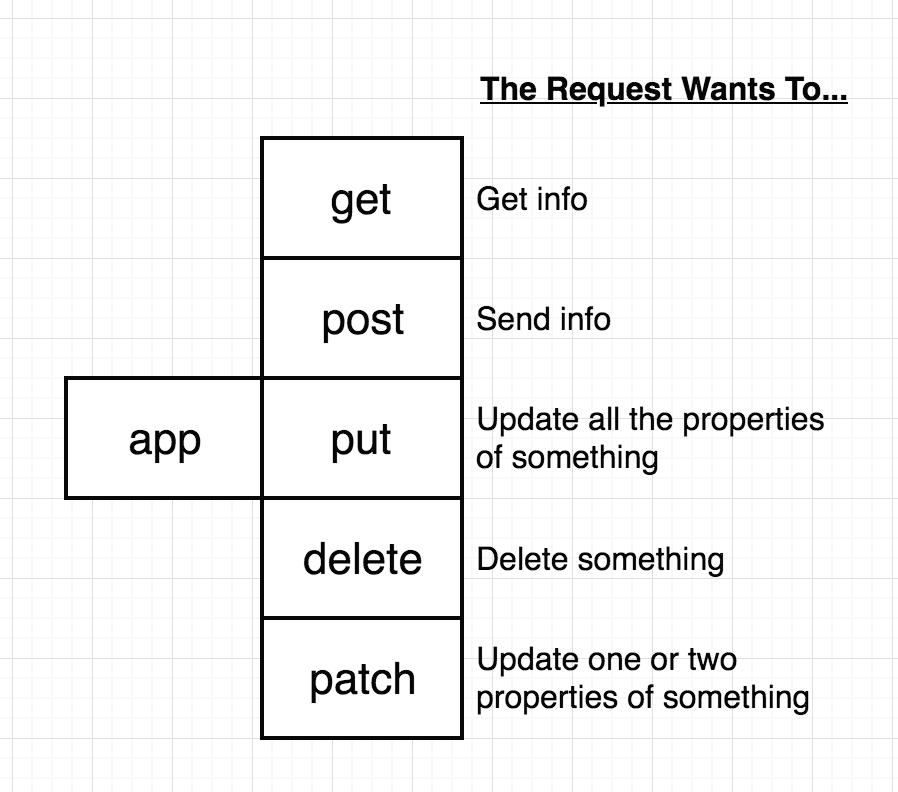 The Request Wants To...
get
Get info
post
Send info
app
put
Update all the properties
of something
delete
Delete something
patch
Update one or two
properties of something